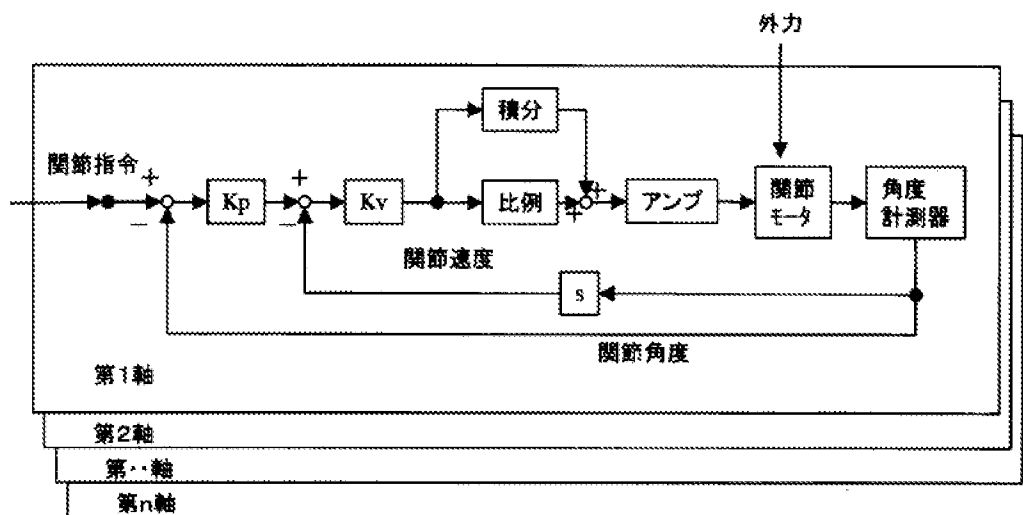 外力
積分
関節指令
+
+
+
Kp
Kv
比例
+
アンプ
関節
モータ
角度
計測器
−
−
関節速度
s
関節角度
第1軸
第2軸
第‥軸
第n軸